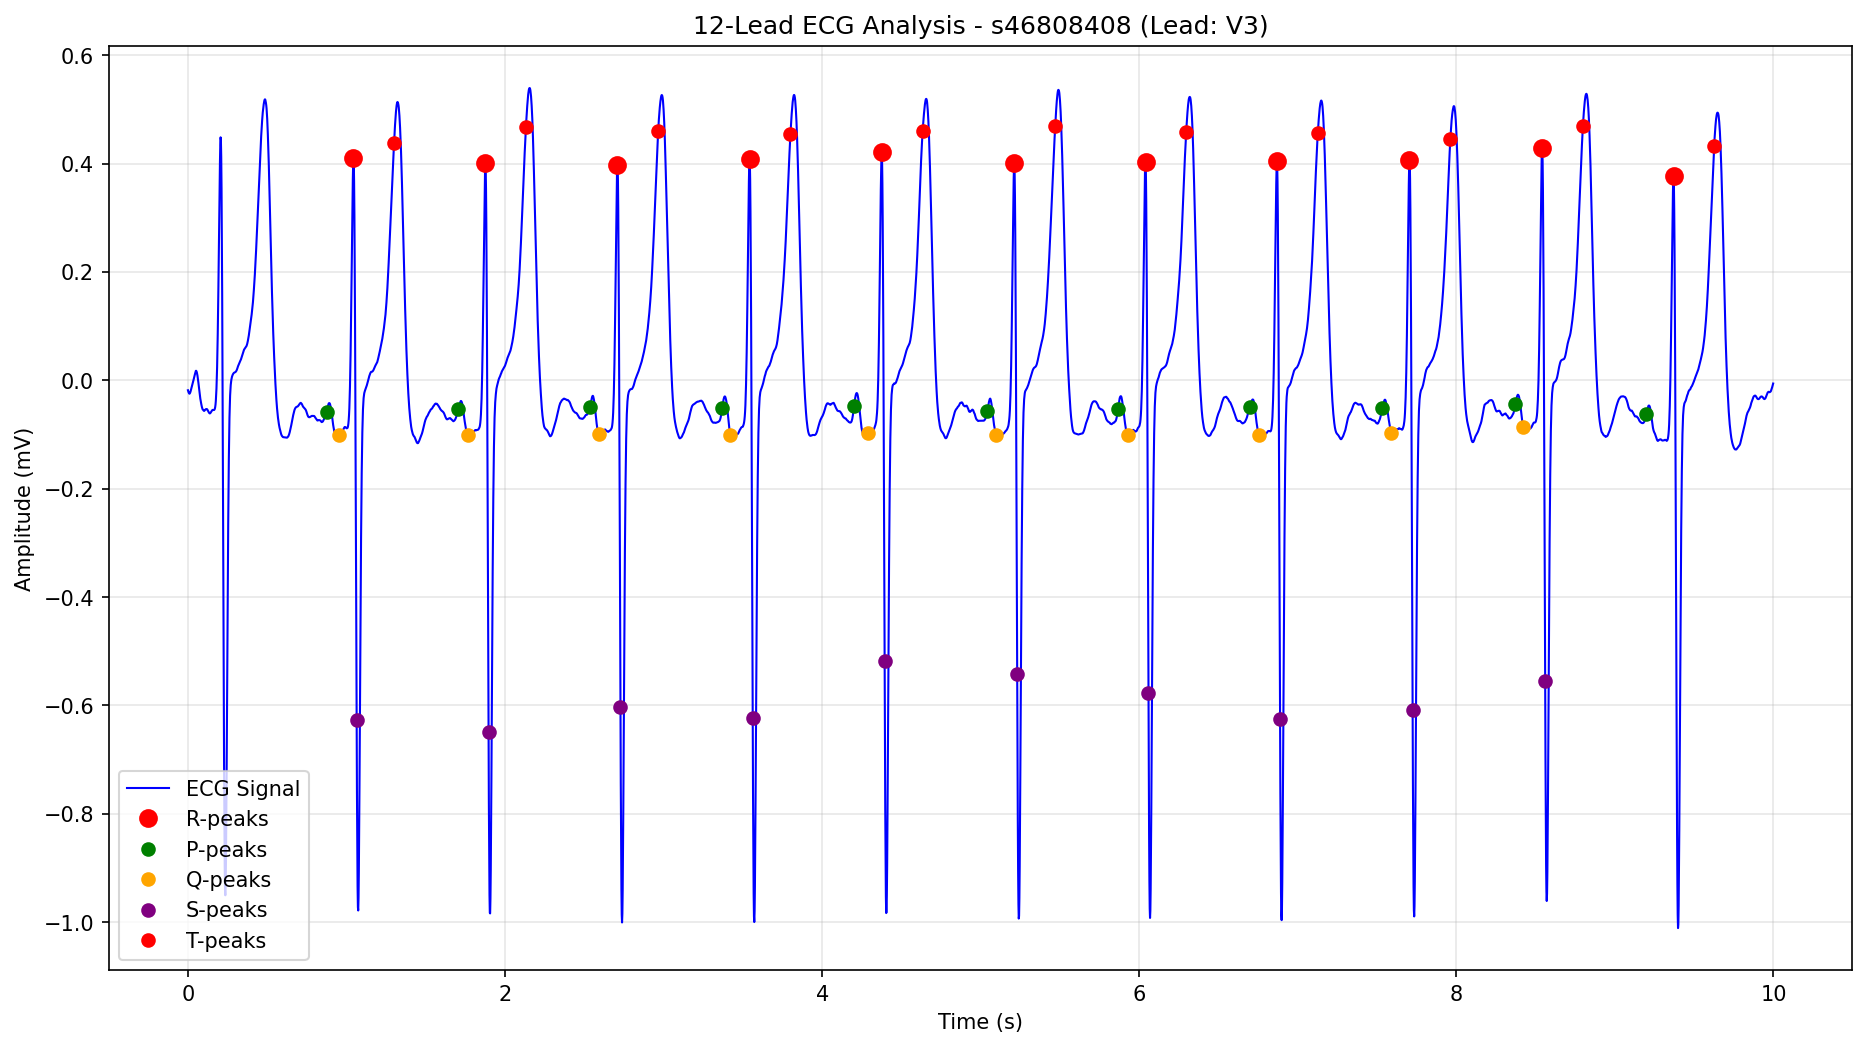 12-Lead ECG Analysis - s46808408 (Lead: V3)
Amplitude (mV)
0.6
0.4
0.2
0.0
−0.2
−0.4
−0.6
−0.8
−1.0
ECG Signal
R-peaks
P-peaks
Q-peaks
S-peaks
T-peaks
0 2 4 6 8 10
Time (s)